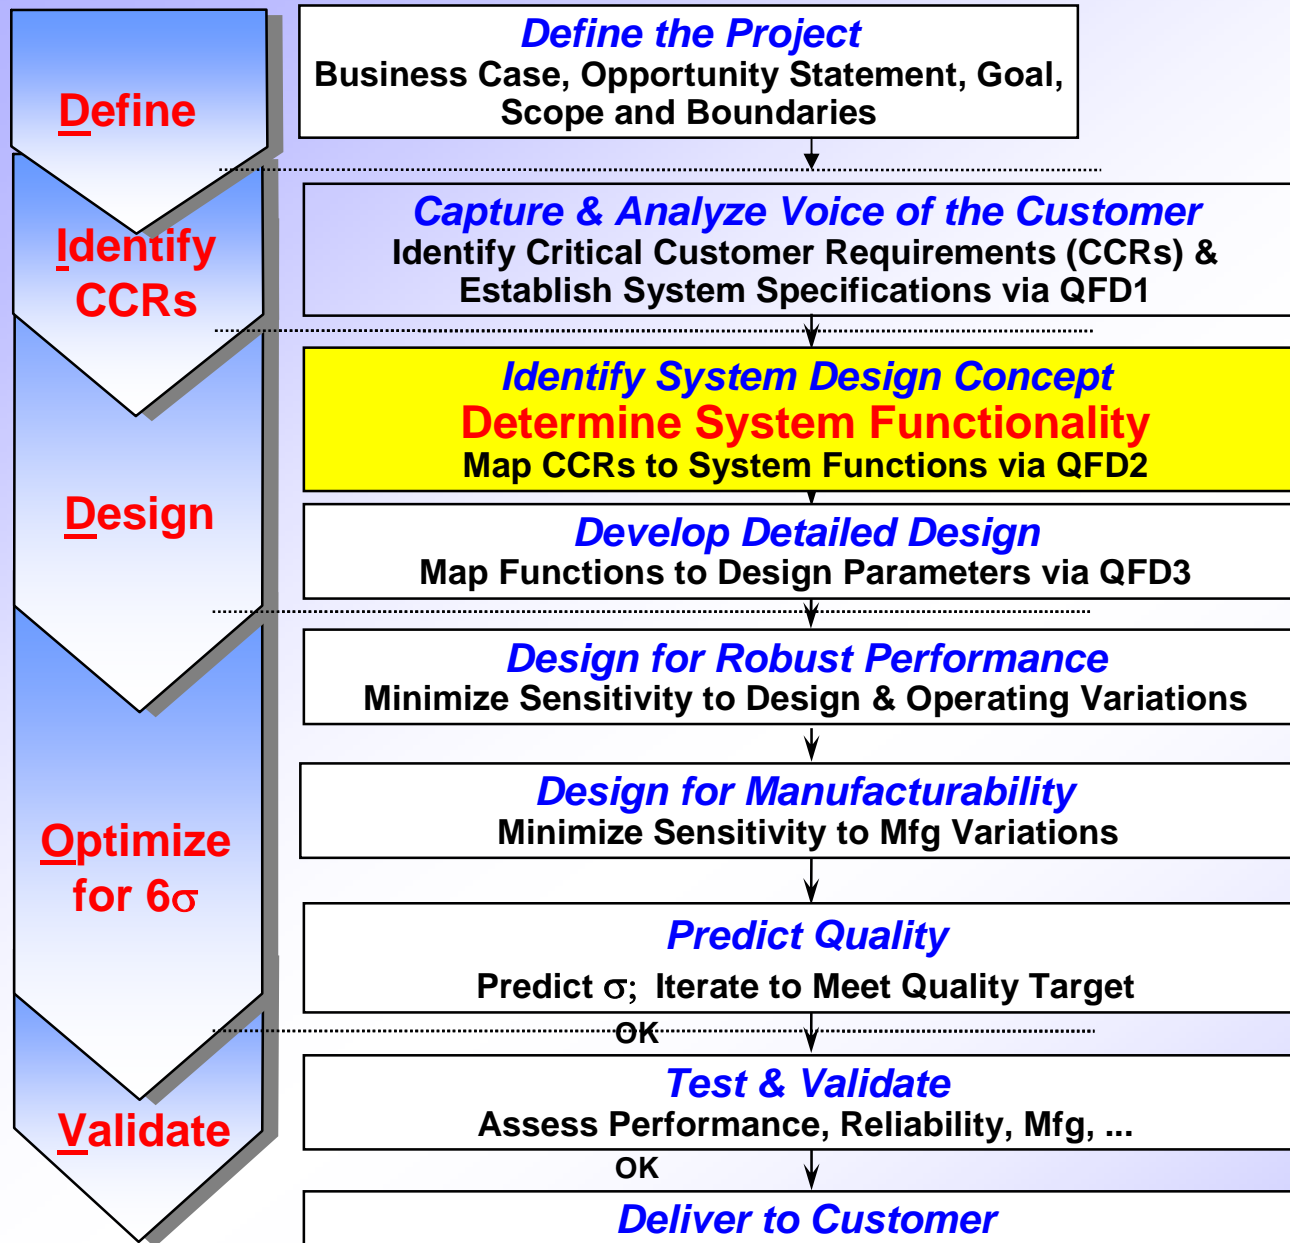 Define
Define the Project
Business Case, Opportunity Statement, Goal,
Scope and Boundaries
Identify
CCRs
Capture & Analyze Voice of the Customer
Identify Critical Customer Requirements (CCRs) &
Establish System Specifications via QFD1
Design
Identify System Design Concept
Determine System Functionality
Map CCRs to System Functions via QFD2
Develop Detailed Design
Map Functions to Design Parameters via QFD3
Optimize
for 6σ
Design for Robust Performance
Minimize Sensitivity to Design & Operating Variations
Design for Manufacturability
Minimize Sensitivity to Mfg Variations
Predict Quality
Predict σ; Iterate to Meet Quality Target
OK
Validate
Test & Validate
Assess Performance, Reliability, Mfg, ...
OK
Deliver to Customer